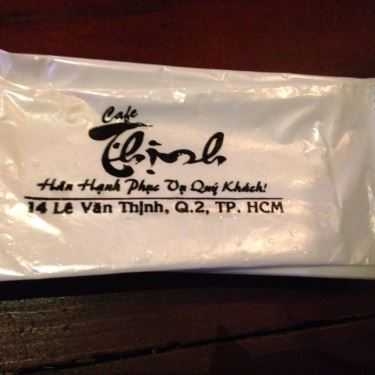 Cafe
Thịnh
Hân Hạnh Phục Vụ Quý Khách!
14 Lê Văn Thịnh, Q.2, TP. HCM